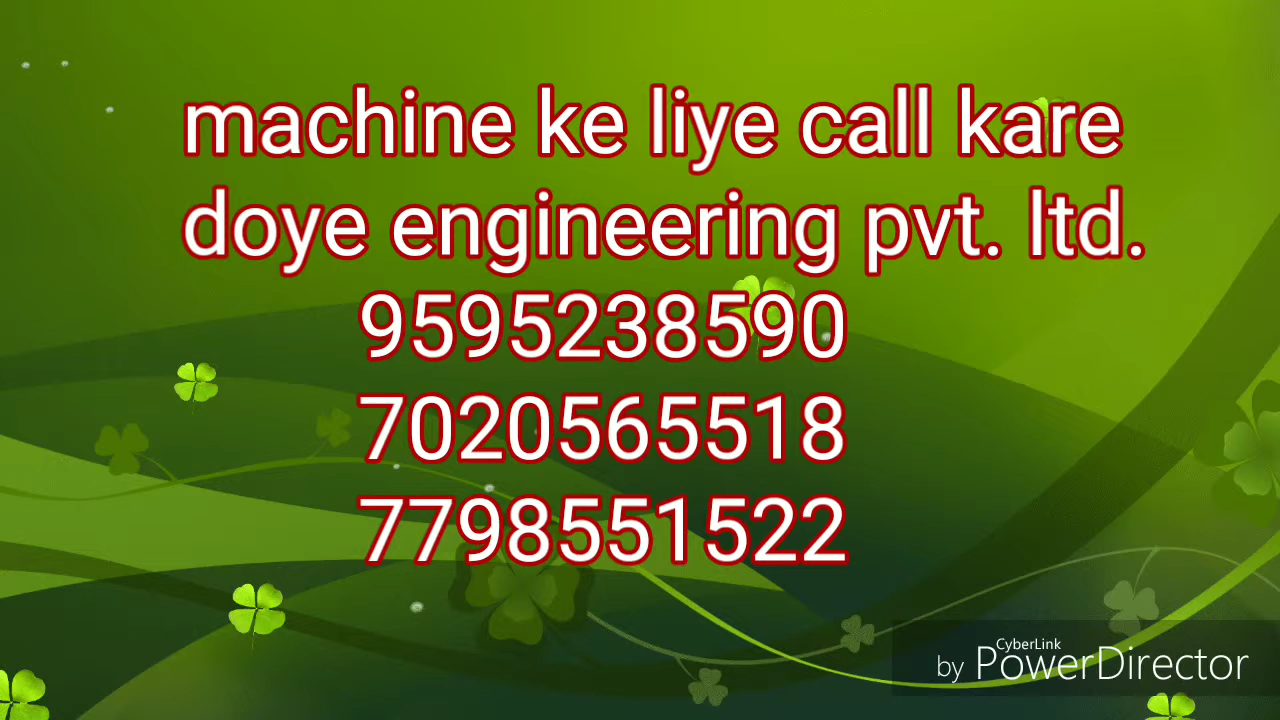 machine ke liye call kare
doye engineering pvt. ltd.
9595238590
7020565518
7798551522
CyberLink
by PowerDirector